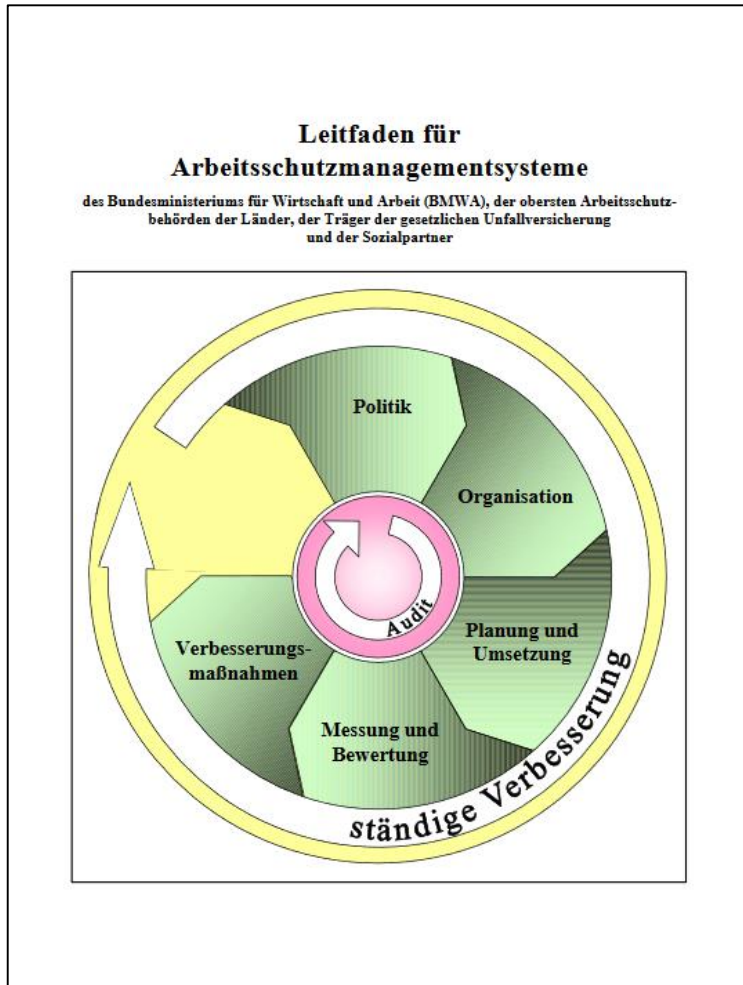 Leitfaden für
Arbeitsschutzmanagementsysteme
des Bundesministeriums für Wirtschaft und Arbeit (BMWA), der obersten Arbeitsschutz-
behörden der Länder, der Träger der gesetzlichen Unfallversicherung
und der Sozialpartner
Politik
Organisation
Planung und
Umsetzung
Messung und
Bewertung
Verbesserungs-
maßnahmen
Audit
ständige Verbesserung